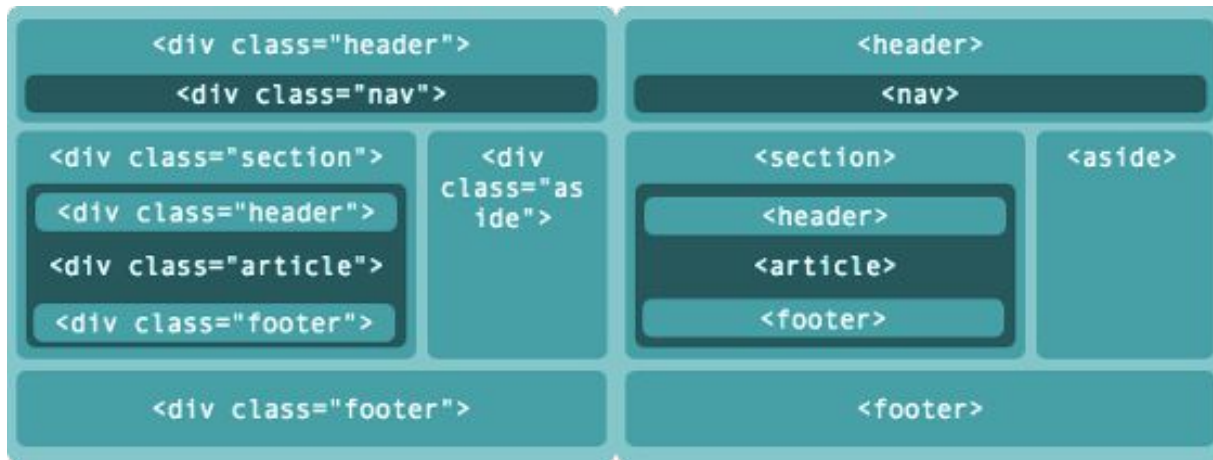 <div class="header">
<div class="nav">
<div class="section">
<div class="header">
<div class="article">
<div class="footer">
<div
class="as
ide">
<div class="footer">
<header>
<nav>
<section>
<header>
<article>
<footer>
<aside>
<footer>